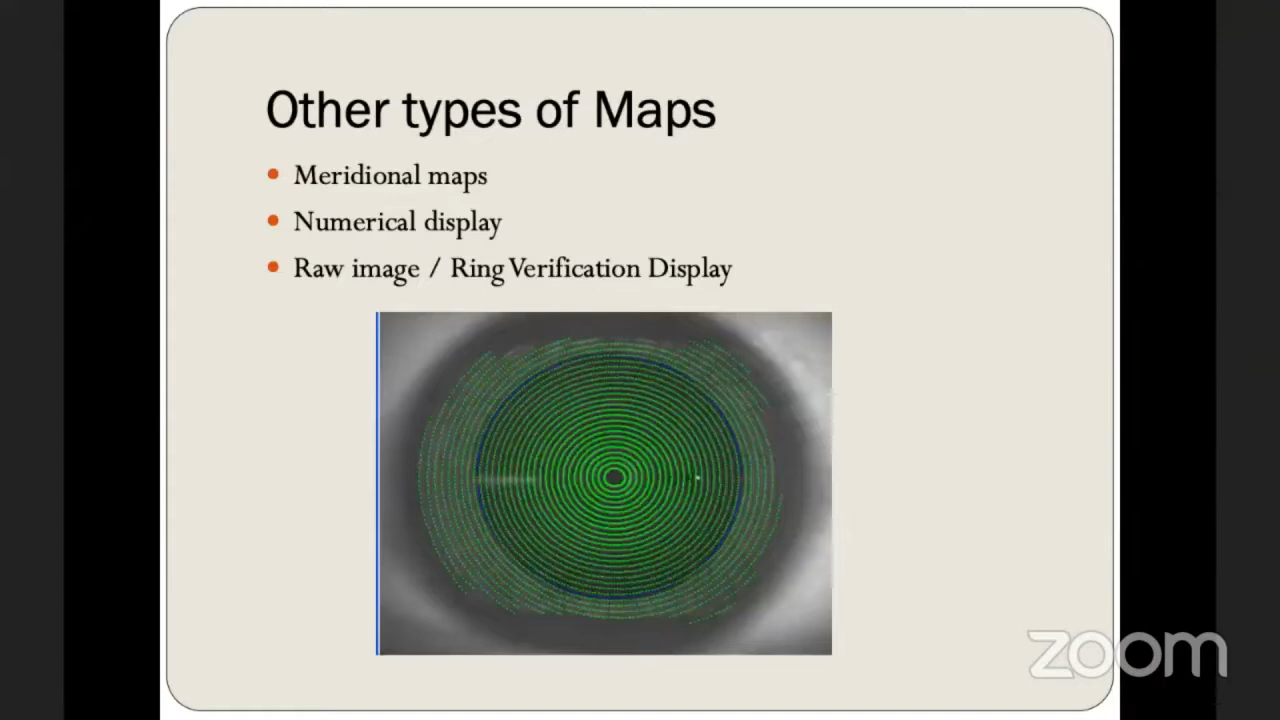 Other types of Maps
Meridional maps
Numerical display
Raw image / Ring Verification Display
zoom